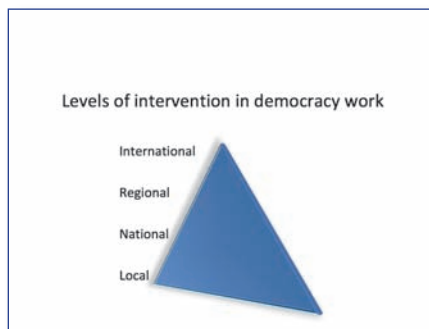 Levels of intervention in democracy work
International
Regional
National
Local